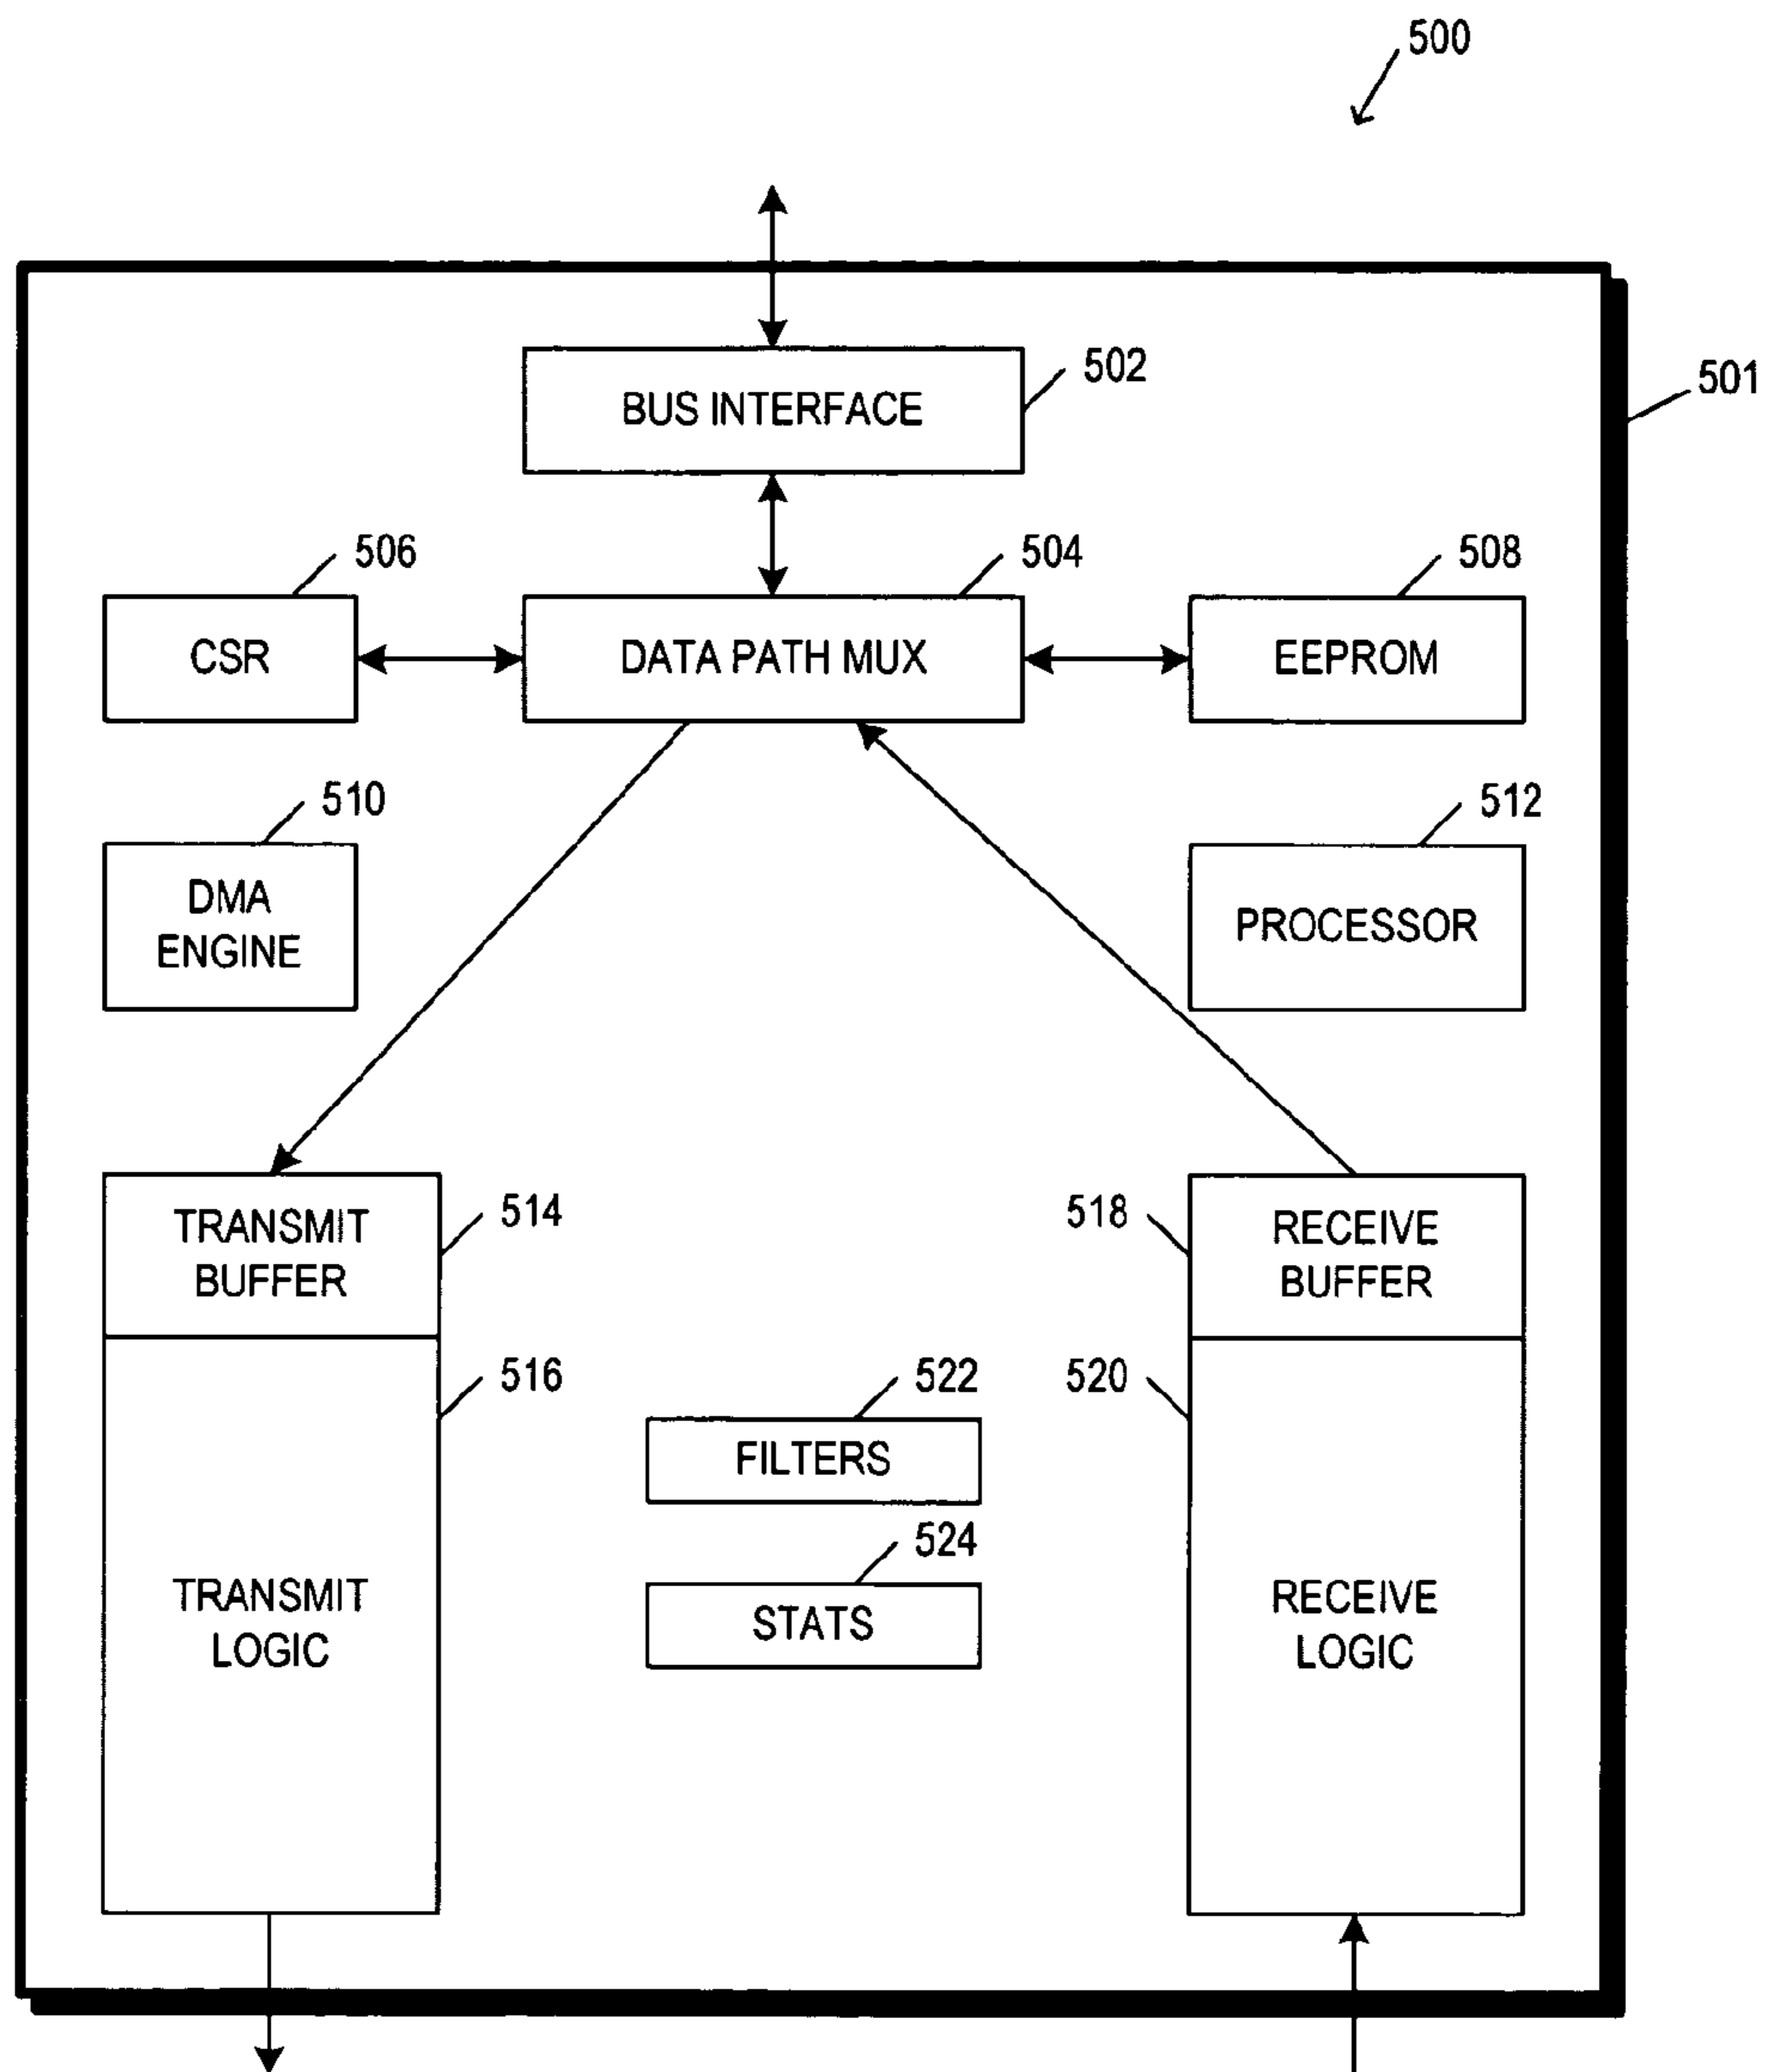 500
502
BUS INTERFACE
501
506
504
508
CSR
DATA PATH MUX
EEPROM
510
512
DMA
ENGINE
PROCESSOR
514
TRANSMIT
BUFFER
518
RECEIVE
BUFFER
516
522
520
FILTERS
524
STATS
TRANSMIT
LOGIC
RECEIVE
LOGIC